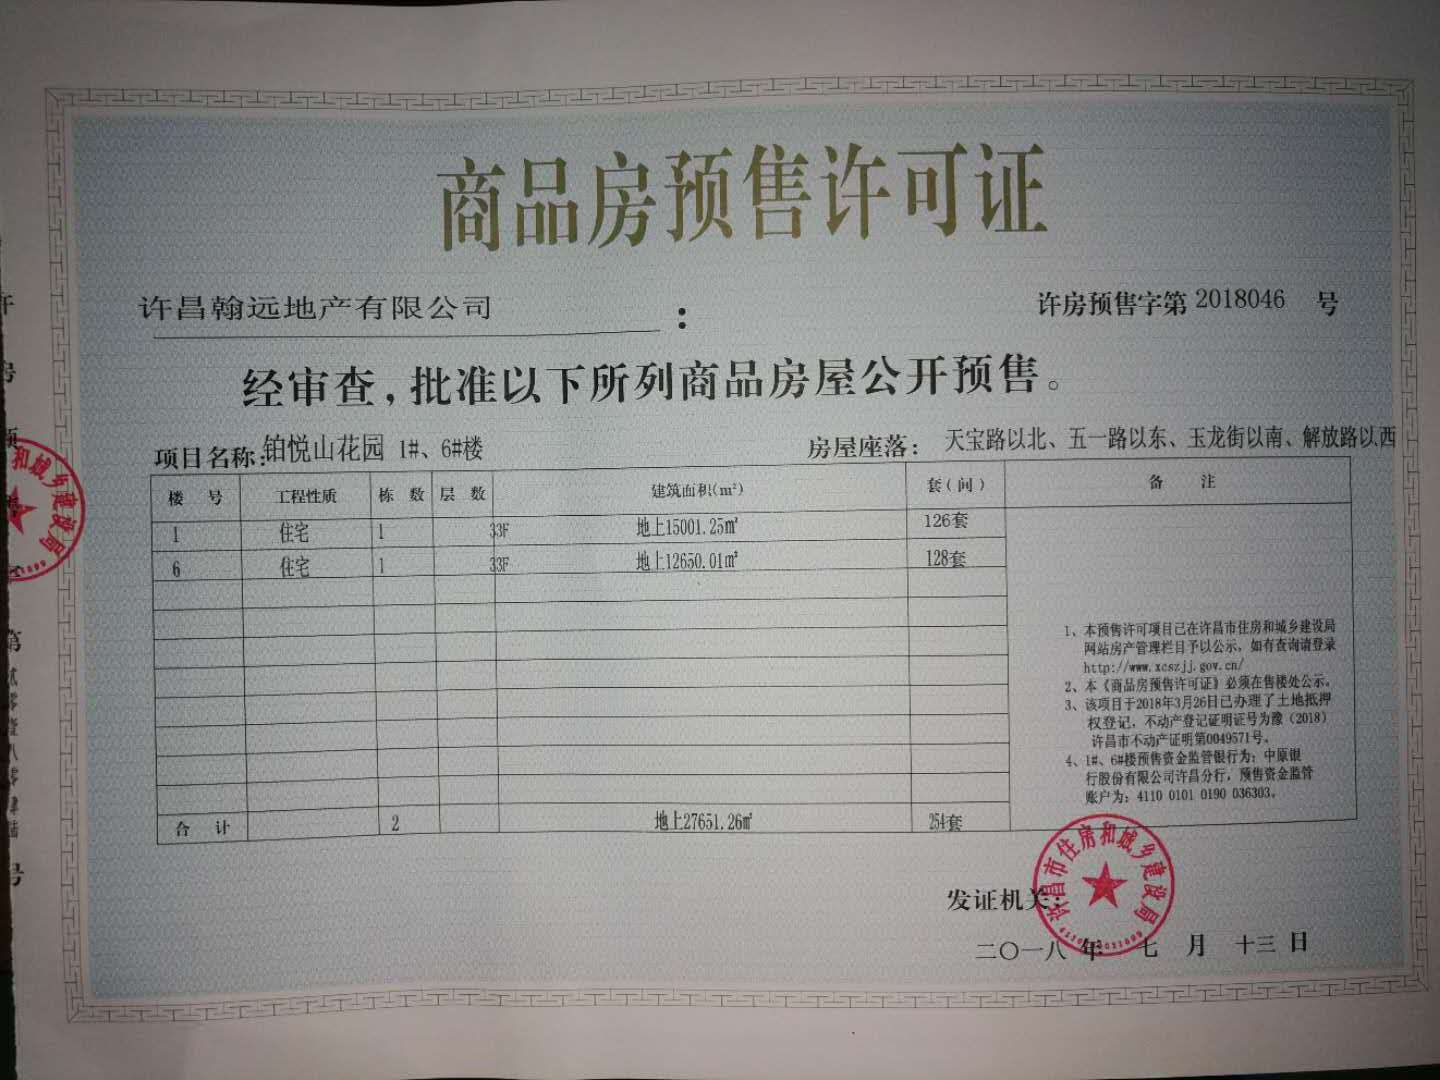 商品房预售许可证
许昌翰远地产有限公司：
许房预售字第 2018046 号
经审查，批准以下所列商品房屋公开预售。
项目名称：铂悦山花园 1#、6#楼
房屋座落：天宝路以北、五一路以东、玉龙街以南、解放路以西
楼 号 工程性质 栋 数 层 数 建筑面积(m²) 套(间) 备 注
1 住宅 1 33F 地上15001.25㎡ 126套
6 住宅 1 33F 地上12650.01㎡ 128套
1、本预售许可项目已在许昌市住房和城乡建设局
网站房产管理栏目予以公示，如有查询请登录
http://www.xcszjj.gov.cn/
2、本《商品房预售许可证》必须在售楼处公示。
3、该项目于2018年3月26日已办理了土地抵押
权登记，不动产登记证明证号为豫（2018）
许昌市不动产证明第0049571号。
4、1#、6#楼预售资金监管银行为：中原银
行股份有限公司许昌分行，预售资金监管
账户为：4110 0101 0190 036303。
合 计 2 地上27651.26㎡ 254套
发证机关：
许昌市住房和城乡建设局
二〇一八 年 七 月 十三 日
和城乡建设局
第
贰零壹八零肆陆
号